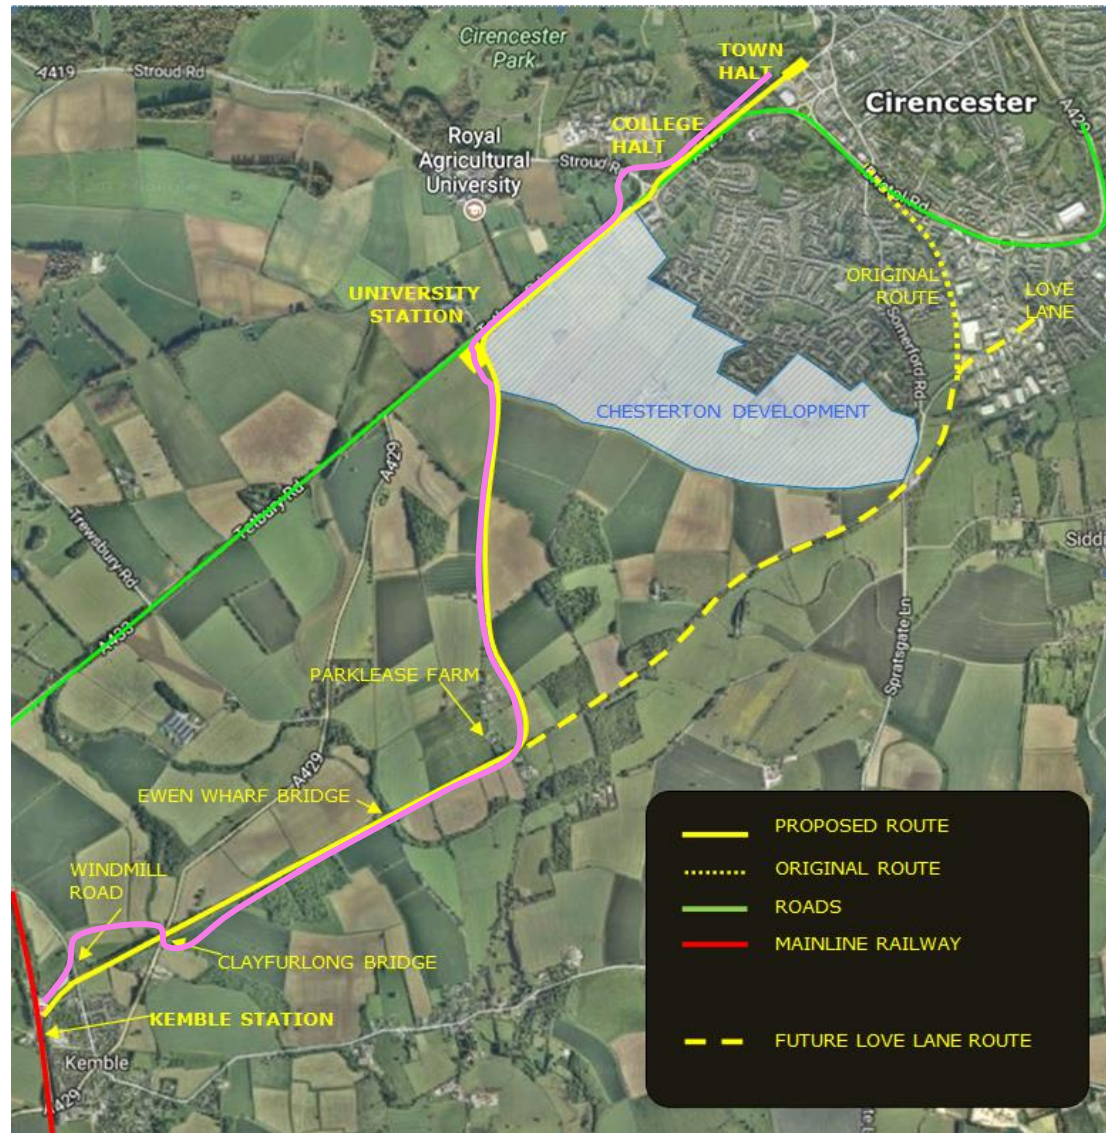 Cirencester
Park
TOWN
HALT
A419
Stroud Rd
Cirencester
A429
COLLEGE
HALT
Royal
Agricultural
University
Stroud R
Bristol Rd
ORIGINAL
ROUTE
LOVE
LANE
UNIVERSITY
STATION
Somerford Rd
CHESTERTON DEVELOPMENT
A429
Tetbury Rd
Trewsbury Rd
Siddi
A433
Spratsgate Ln
PARKLEASE FARM
A429
EWEN WHARF BRIDGE
WINDMILL
ROAD
CLAYFURLONG BRIDGE
KEMBLE STATION
Kemble
A429
PROPOSED ROUTE
ORIGINAL ROUTE
ROADS
MAINLINE RAILWAY
FUTURE LOVE LANE ROUTE